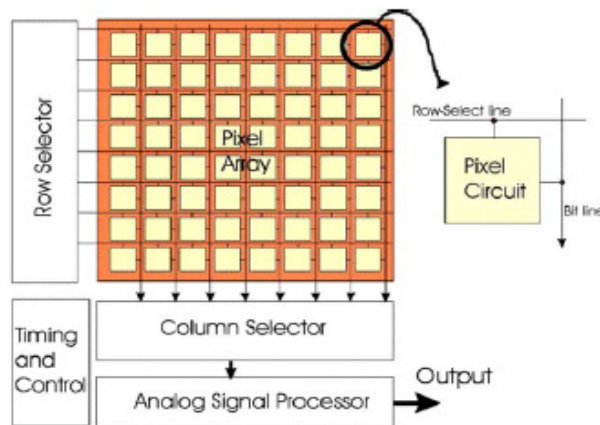 Row Selector
Pixel
Array
Row-Select line
Pixel
Circuit
Bit line
Timing
and
Control
Column Selector
Analog Signal Processor
Output